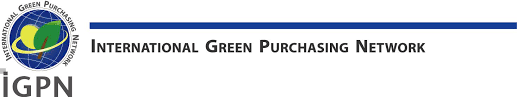 INTERNATIONAL GREEN PURCHASING NETWORK
iGPN
INTERNATIONAL GREEN PURCHASING NETWORK